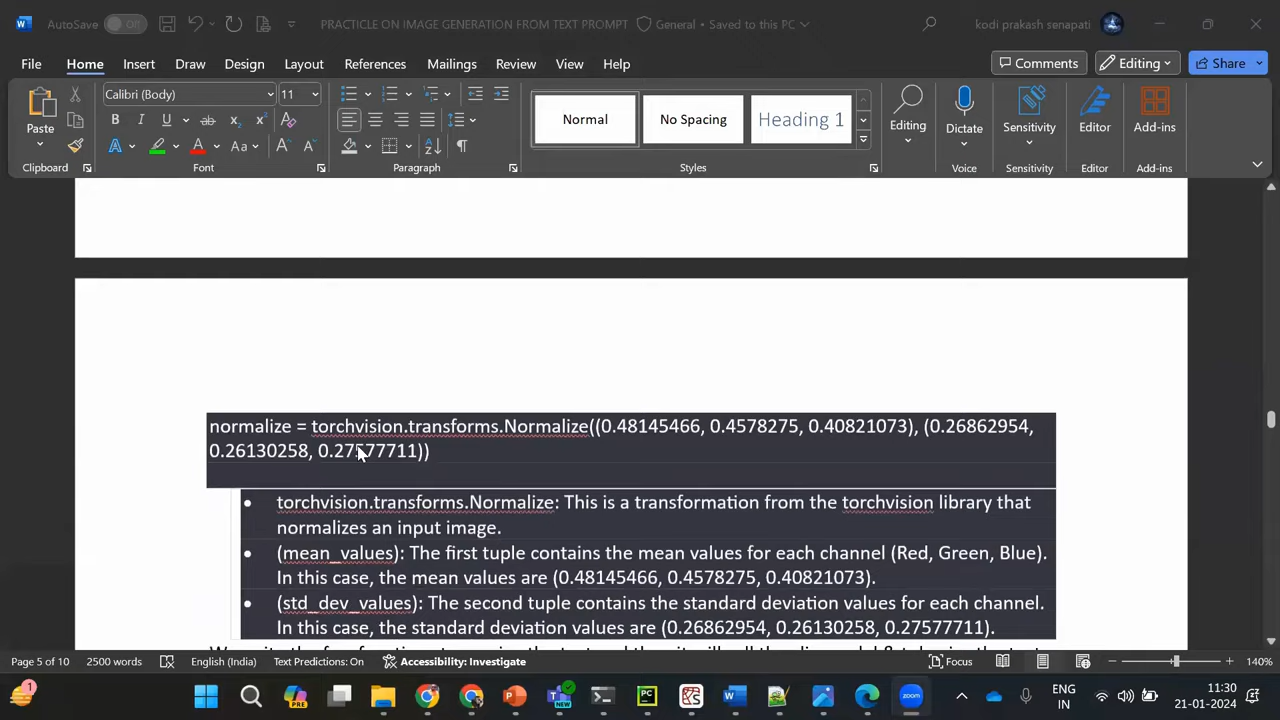 AutoSave Off PRACTICLE ON IMAGE GENERATION FROM TEXT PROMPT General • Saved to this PC kodi prakash senapati
File Home Insert Draw Design Layout References Mailings Review View Help Comments Editing Share
Calibri (Body) 11
Paste Normal No Spacing Heading 1 Editing Dictate Sensitivity Editor Add-ins
Clipboard Font Paragraph Styles Voice Sensitivity Editor Add-ins
normalize = torchvision.transforms.Normalize((0.48145466, 0.4578275, 0.40821073), (0.26862954,
0.26130258, 0.27577711))
• torchvision.transforms.Normalize: This is a transformation from the torchvision library that
normalizes an input image.
• (mean_values): The first tuple contains the mean values for each channel (Red, Green, Blue).
In this case, the mean values are (0.48145466, 0.4578275, 0.40821073).
• (std_dev_values): The second tuple contains the standard deviation values for each channel.
In this case, the standard deviation values are (0.26862954, 0.26130258, 0.27577711).
Page 5 of 10 2500 words English (India) Text Predictions: On Accessibility: Investigate Focus 140%
1 PRE NEW PC zoom ENG IN 11:30
21-01-2024